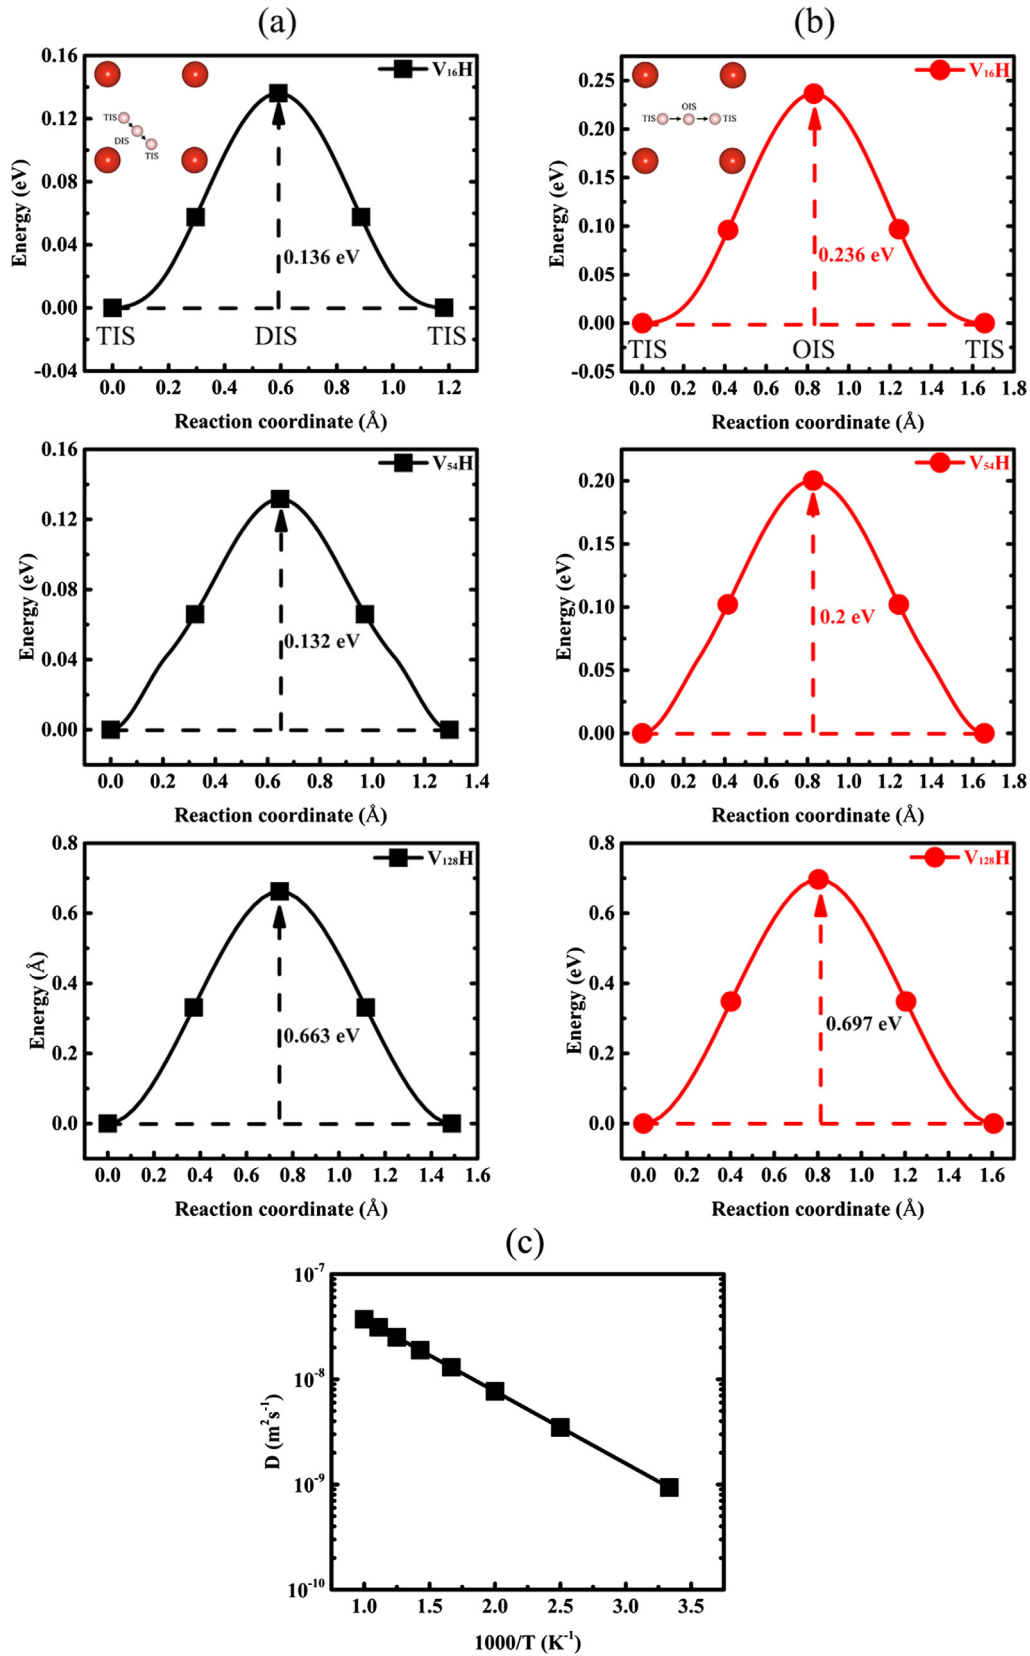 (a)
(b)
0.16
0.12
0.08
0.04
0.00
-0.04
Energy (eV)
V₁₆H
TIS
DIS
TIS
0.136 eV
TIS
DIS
TIS
0.0 0.2 0.4 0.6 0.8 1.0 1.2
Reaction coordinate (Å)
0.25
0.20
0.15
0.10
0.05
0.00
-0.05
Energy (eV)
V₁₆H
OIS
TIS
TIS
0.236 eV
TIS
OIS
TIS
0.0 0.2 0.4 0.6 0.8 1.0 1.2 1.4 1.6 1.8
Reaction coordinate (Å)
0.16
0.12
0.08
0.04
0.00
Energy (eV)
V₅₄H
0.132 eV
0.0 0.2 0.4 0.6 0.8 1.0 1.2 1.4
Reaction coordinate (Å)
0.20
0.15
0.10
0.05
0.00
Energy (eV)
V₅₄H
0.2 eV
0.0 0.2 0.4 0.6 0.8 1.0 1.2 1.4 1.6 1.8
Reaction coordinate (Å)
0.8
0.6
0.4
0.2
0.0
Energy (Å)
V₁₂₈H
0.663 eV
0.0 0.2 0.4 0.6 0.8 1.0 1.2 1.4 1.6
Reaction coordinate (Å)
0.8
0.6
0.4
0.2
0.0
Energy (eV)
V₁₂₈H
0.697 eV
0.0 0.2 0.4 0.6 0.8 1.0 1.2 1.4 1.6
Reaction coordinate (Å)
(c)
10⁻⁷
10⁻⁸
10⁻⁹
10⁻¹⁰
D (m²s⁻¹)
1.0 1.5 2.0 2.5 3.0 3.5
1000/T (K⁻¹)